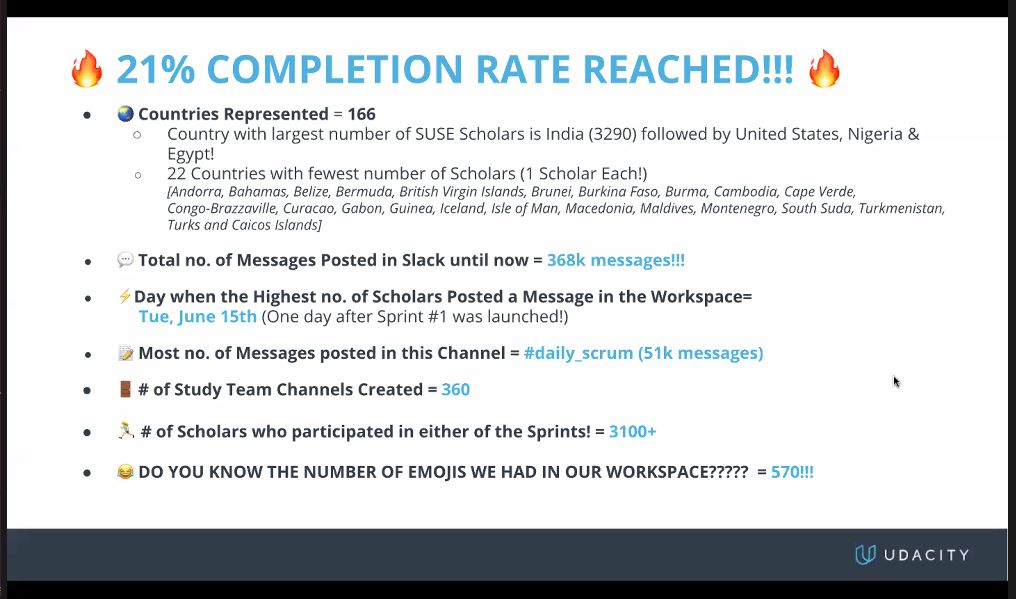 21% COMPLETION RATE REACHED!!!
Countries Represented = 166
Country with largest number of SUSE Scholars is India (3290) followed by United States, Nigeria &
Egypt!
22 Countries with fewest number of Scholars (1 Scholar Each!)
[Andorra, Bahamas, Belize, Bermuda, British Virgin Islands, Brunei, Burkina Faso, Burma, Cambodia, Cape Verde,
Congo-Brazzaville, Curacao, Gabon, Guinea, Iceland, Isle of Man, Macedonia, Maldives, Montenegro, South Suda, Turkmenistan,
Turks and Caicos Islands]
Total no. of Messages Posted in Slack until now = 368k messages!!!
Day when the Highest no. of Scholars Posted a Message in the Workspace=
Tue, June 15th (One day after Sprint #1 was launched!)
Most no. of Messages posted in this Channel = #daily_scrum (51k messages)
# of Study Team Channels Created = 360
# of Scholars who participated in either of the Sprints! = 3100+
DO YOU KNOW THE NUMBER OF EMOJIS WE HAD IN OUR WORKSPACE????? = 570!!!
UDACITY